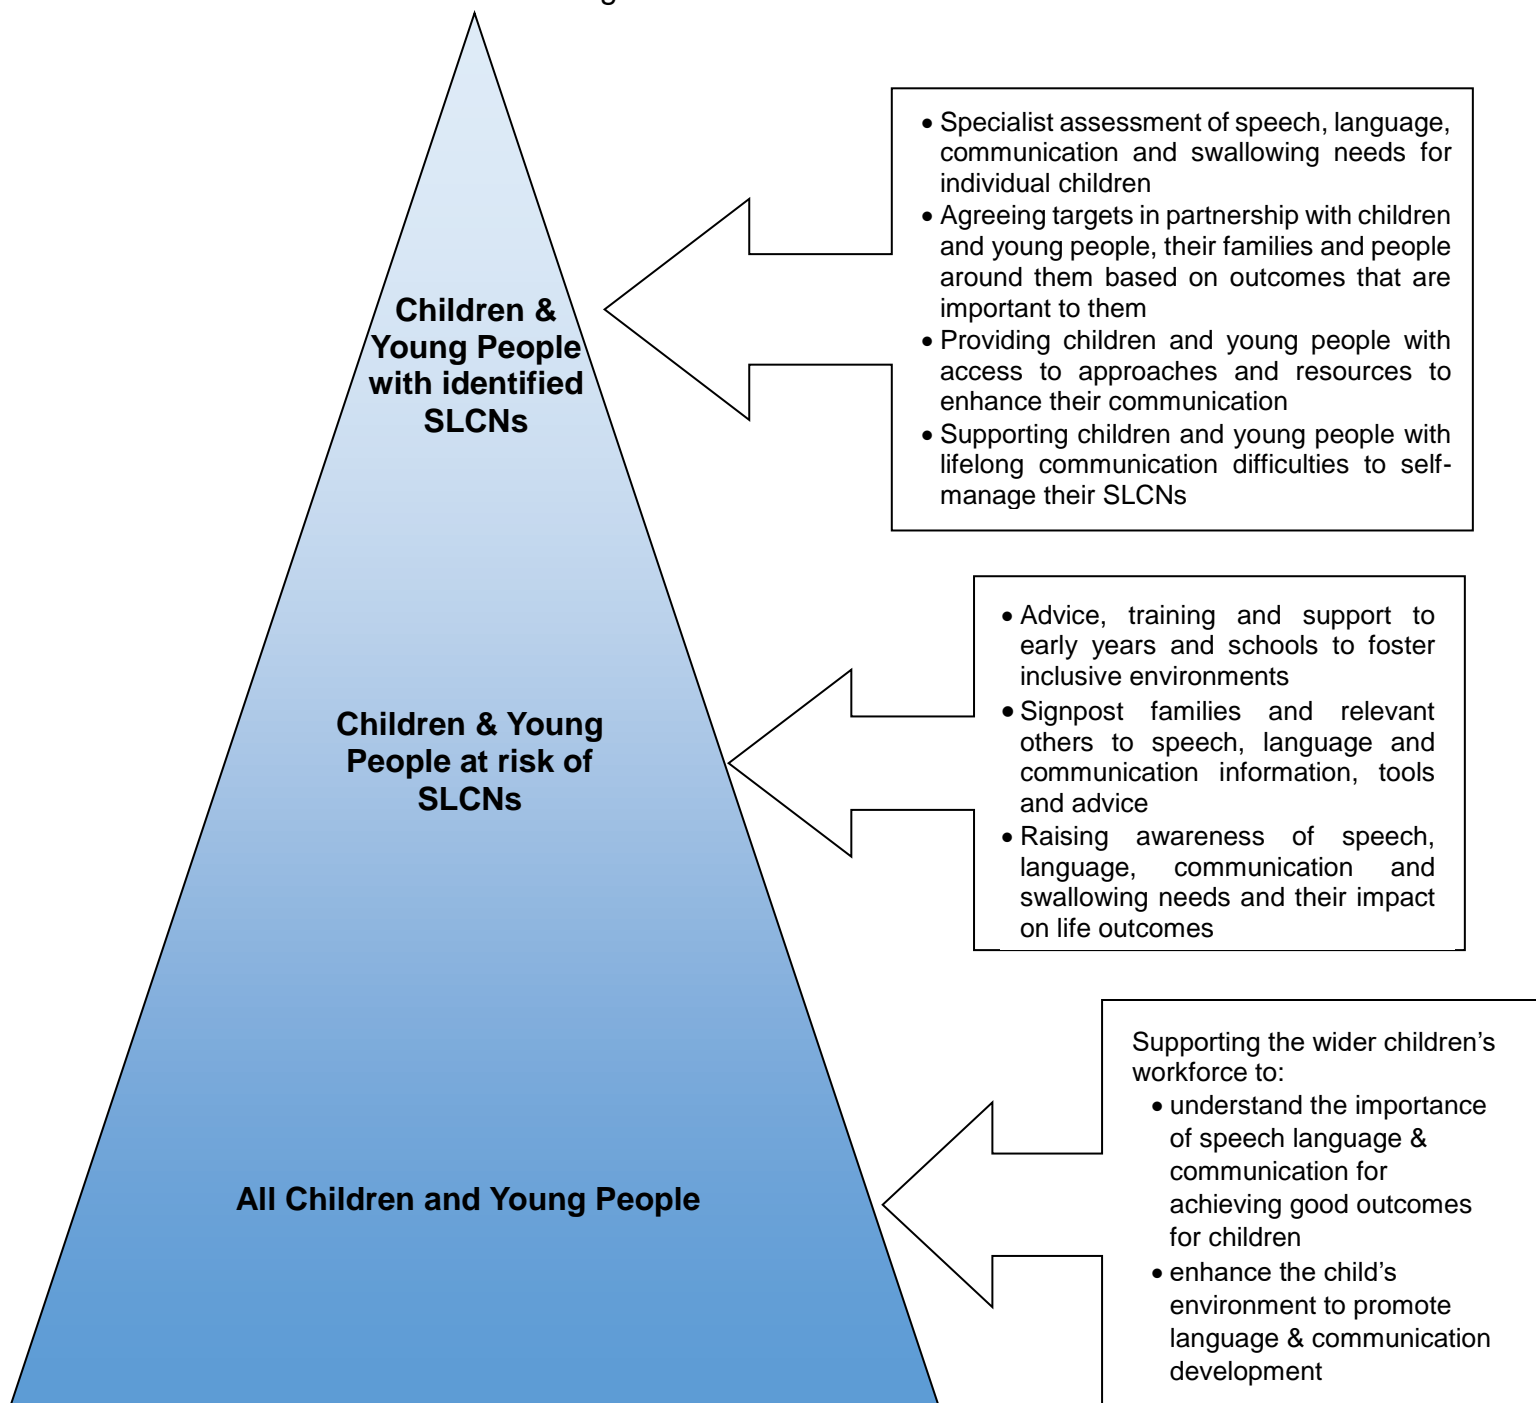 • Specialist assessment of speech, language,
communication and swallowing needs for
individual children
• Agreeing targets in partnership with children
and young people, their families and people
around them based on outcomes that are
important to them
• Providing children and young people with
access to approaches and resources to
enhance their communication
• Supporting children and young people with
lifelong communication difficulties to self-
manage their SLCNs
Children &
Young People
with identified
SLCNs
• Advice, training and support to
early years and schools to foster
inclusive environments
• Signpost families and relevant
others to speech, language and
communication information, tools
and advice
• Raising awareness of speech,
language, communication and
swallowing needs and their impact
on life outcomes
Children & Young
People at risk of
SLCNs
Supporting the wider children’s
workforce to:
• understand the importance
of speech language &
communication for
achieving good outcomes
for children
• enhance the child’s
environment to promote
language & communication
development
All Children and Young People